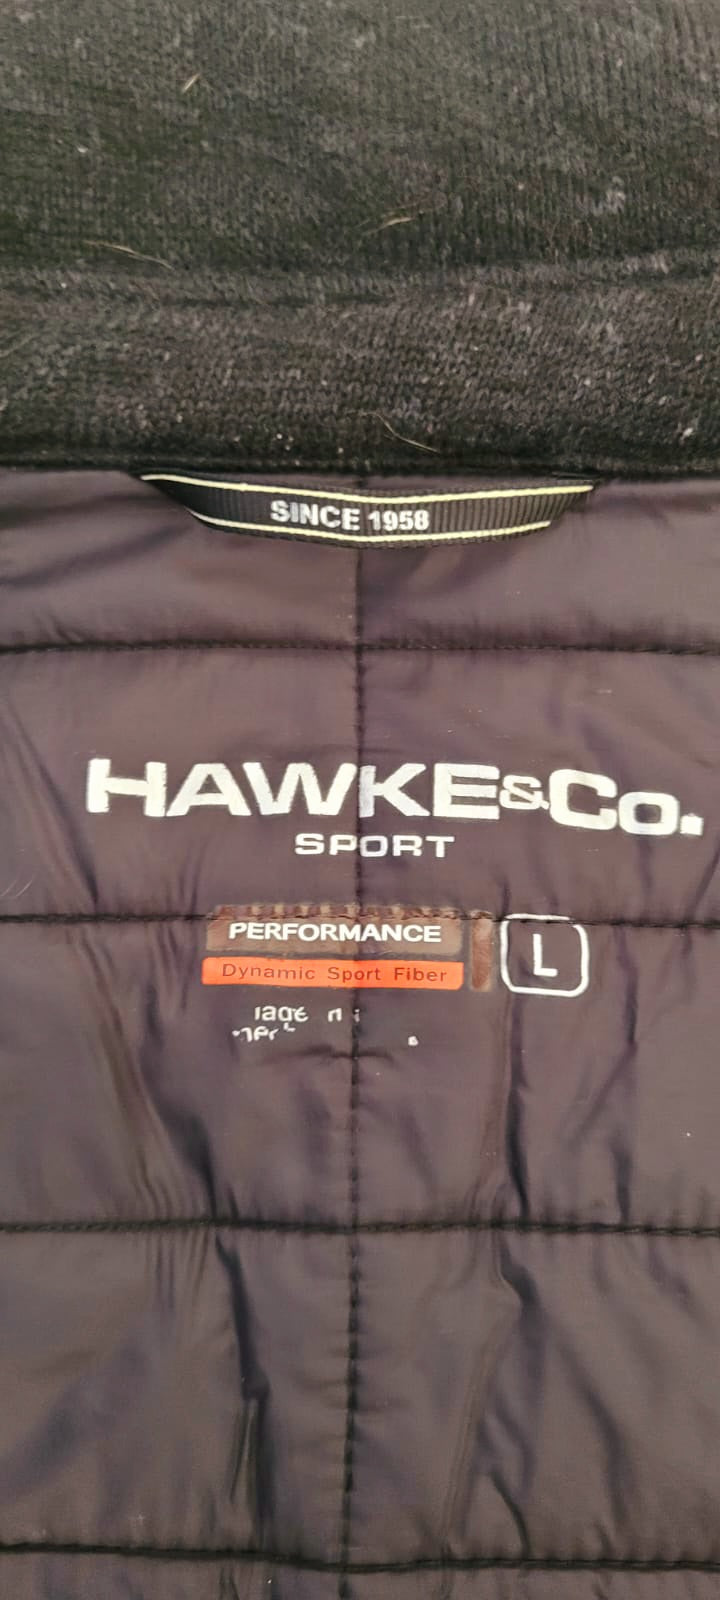 SINCE 1958
HAWKE&Co.
SPORT
PERFORMANCE
Dynamic Sport Fiber
L